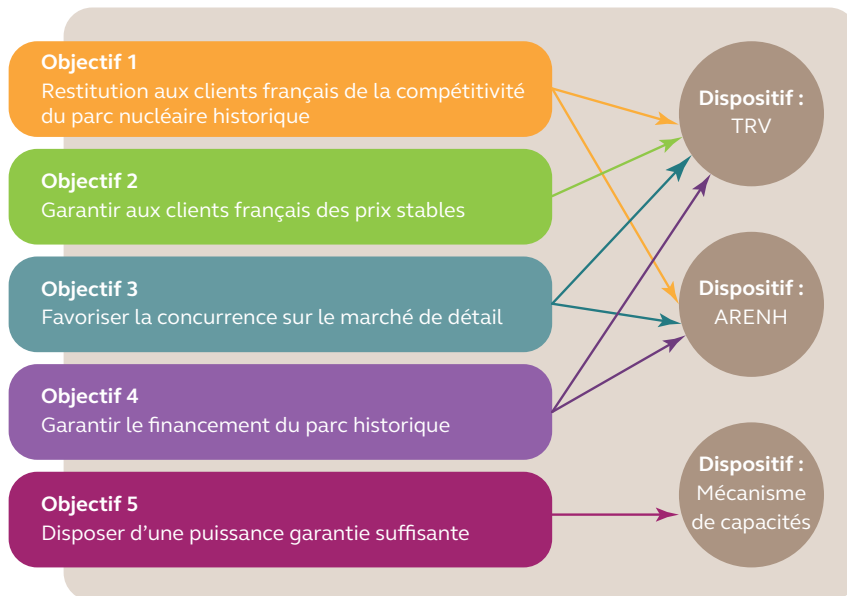 Objectif 1
Restitution aux clients français de la compétitivité
du parc nucléaire historique
Objectif 2
Garantir aux clients français des prix stables
Objectif 3
Favoriser la concurrence sur le marché de détail
Objectif 4
Garantir le financement du parc historique
Objectif 5
Disposer d’une puissance garantie suffisante
Dispositif :
TRV
Dispositif :
ARENH
Dispositif :
Mécanisme
de capacités